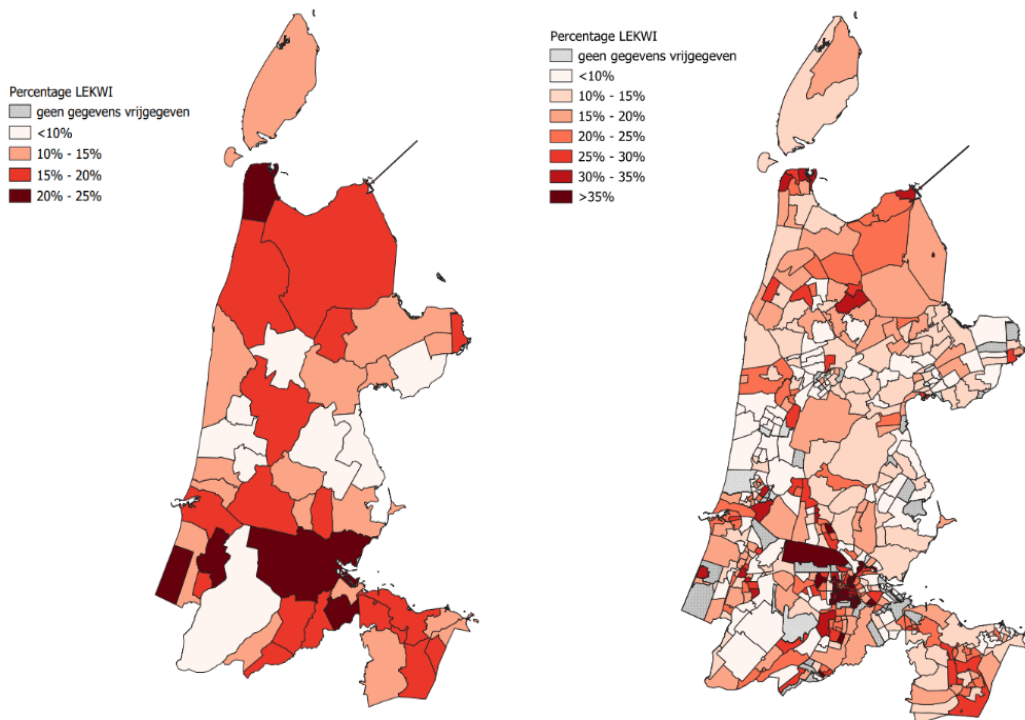 Percentage LEKWI
geen gegevens vrijgegeven
<10%
10% - 15%
15% - 20%
20% - 25%
Percentage LEKWI
geen gegevens vrijgegeven
<10%
10% - 15%
15% - 20%
20% - 25%
25% - 30%
30% - 35%
>35%